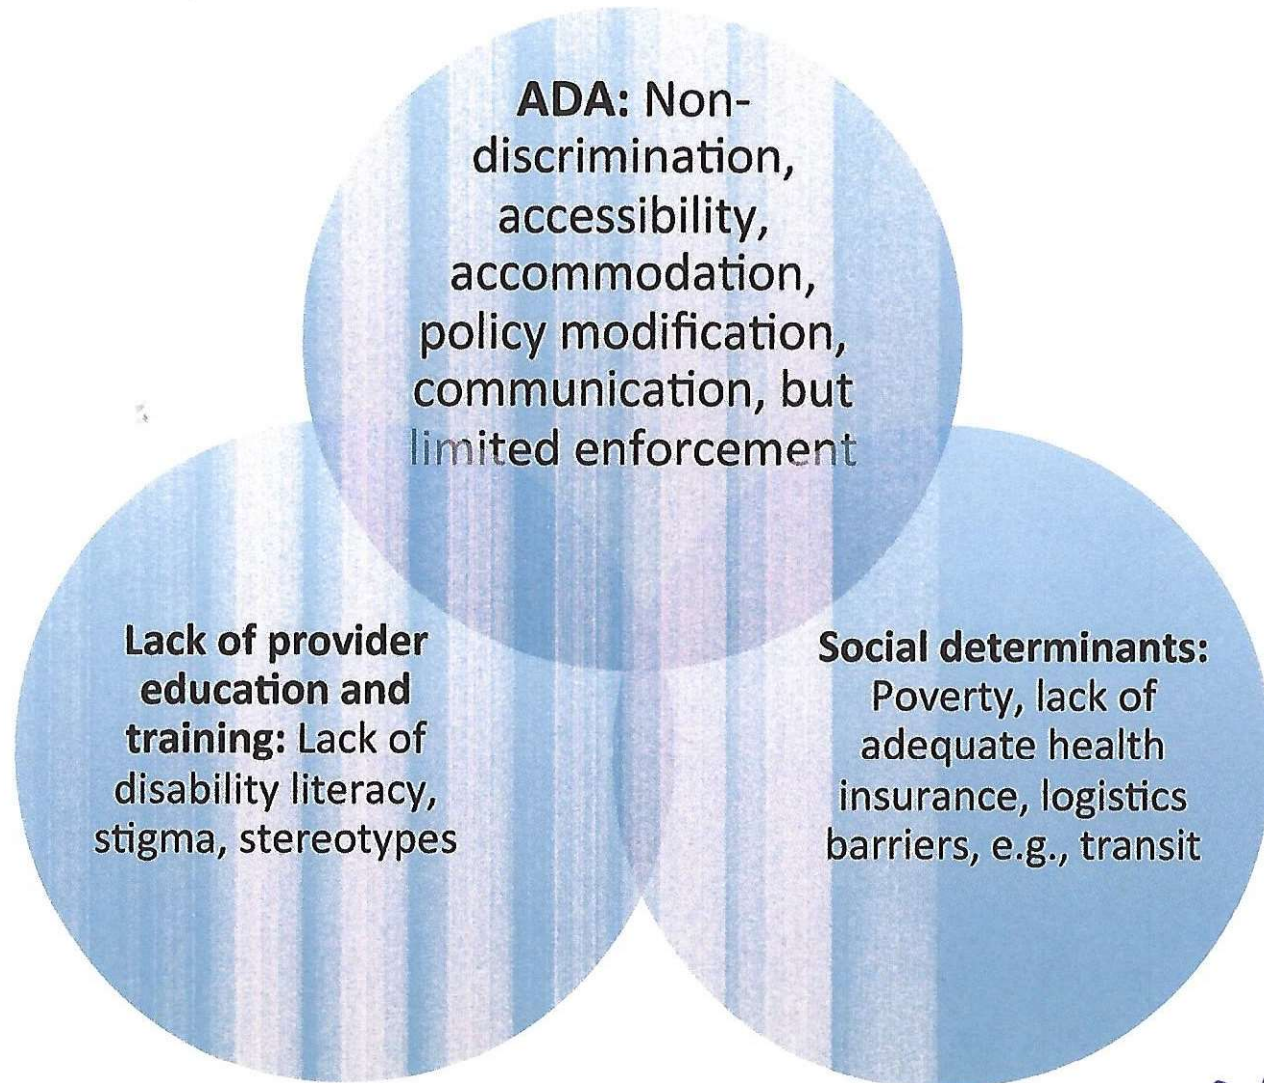 ADA: Non-
discrimination,
accessibility,
accommodation,
policy modification,
communication, but
limited enforcement
Lack of provider
education and
training: Lack of
disability literacy,
stigma, stereotypes
Social determinants:
Poverty, lack of
adequate health
insurance, logistics
barriers, e.g., transit